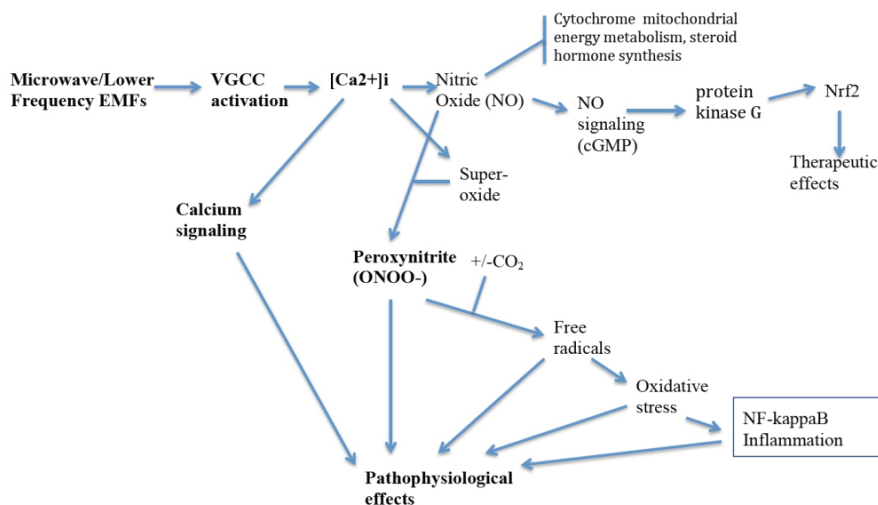 Cytochrome mitochondrial
energy metabolism, steroid
hormone synthesis
Microwave/Lower
Frequency EMFs
VGCC
activation
[Ca2+]i
Nitric
Oxide (NO)
NO
signaling
(cGMP)
protein
kinase G
Nrf2
Therapeutic
effects
Super-
oxide
Calcium
signaling
Peroxynitrite
(ONOO-)
+/-CO₂
Free
radicals
Oxidative
stress
NF-kappaB
Inflammation
Pathophysiological
effects